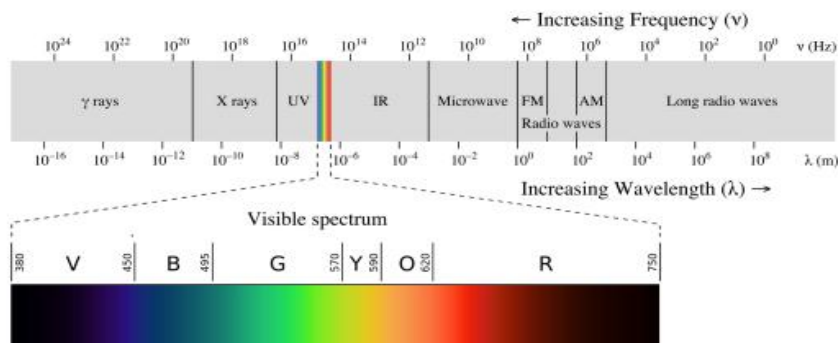 ← Increasing Frequency (ν)
10²⁴ 10²² 10²⁰ 10¹⁸ 10¹⁶ 10¹⁴ 10¹² 10¹⁰ 10⁸ 10⁶ 10⁴ 10² 10⁰ ν (Hz)
γ rays X rays UV IR Microwave FM AM Long radio waves
Radio waves
10⁻¹⁶ 10⁻¹⁴ 10⁻¹² 10⁻¹⁰ 10⁻⁸ 10⁻⁶ 10⁻⁴ 10⁻² 10⁰ 10² 10⁴ 10⁶ 10⁸ λ (m)
Increasing Wavelength (λ) →
Visible spectrum
380 V 450 B 495 G 570 Y 590 O 620 R 750